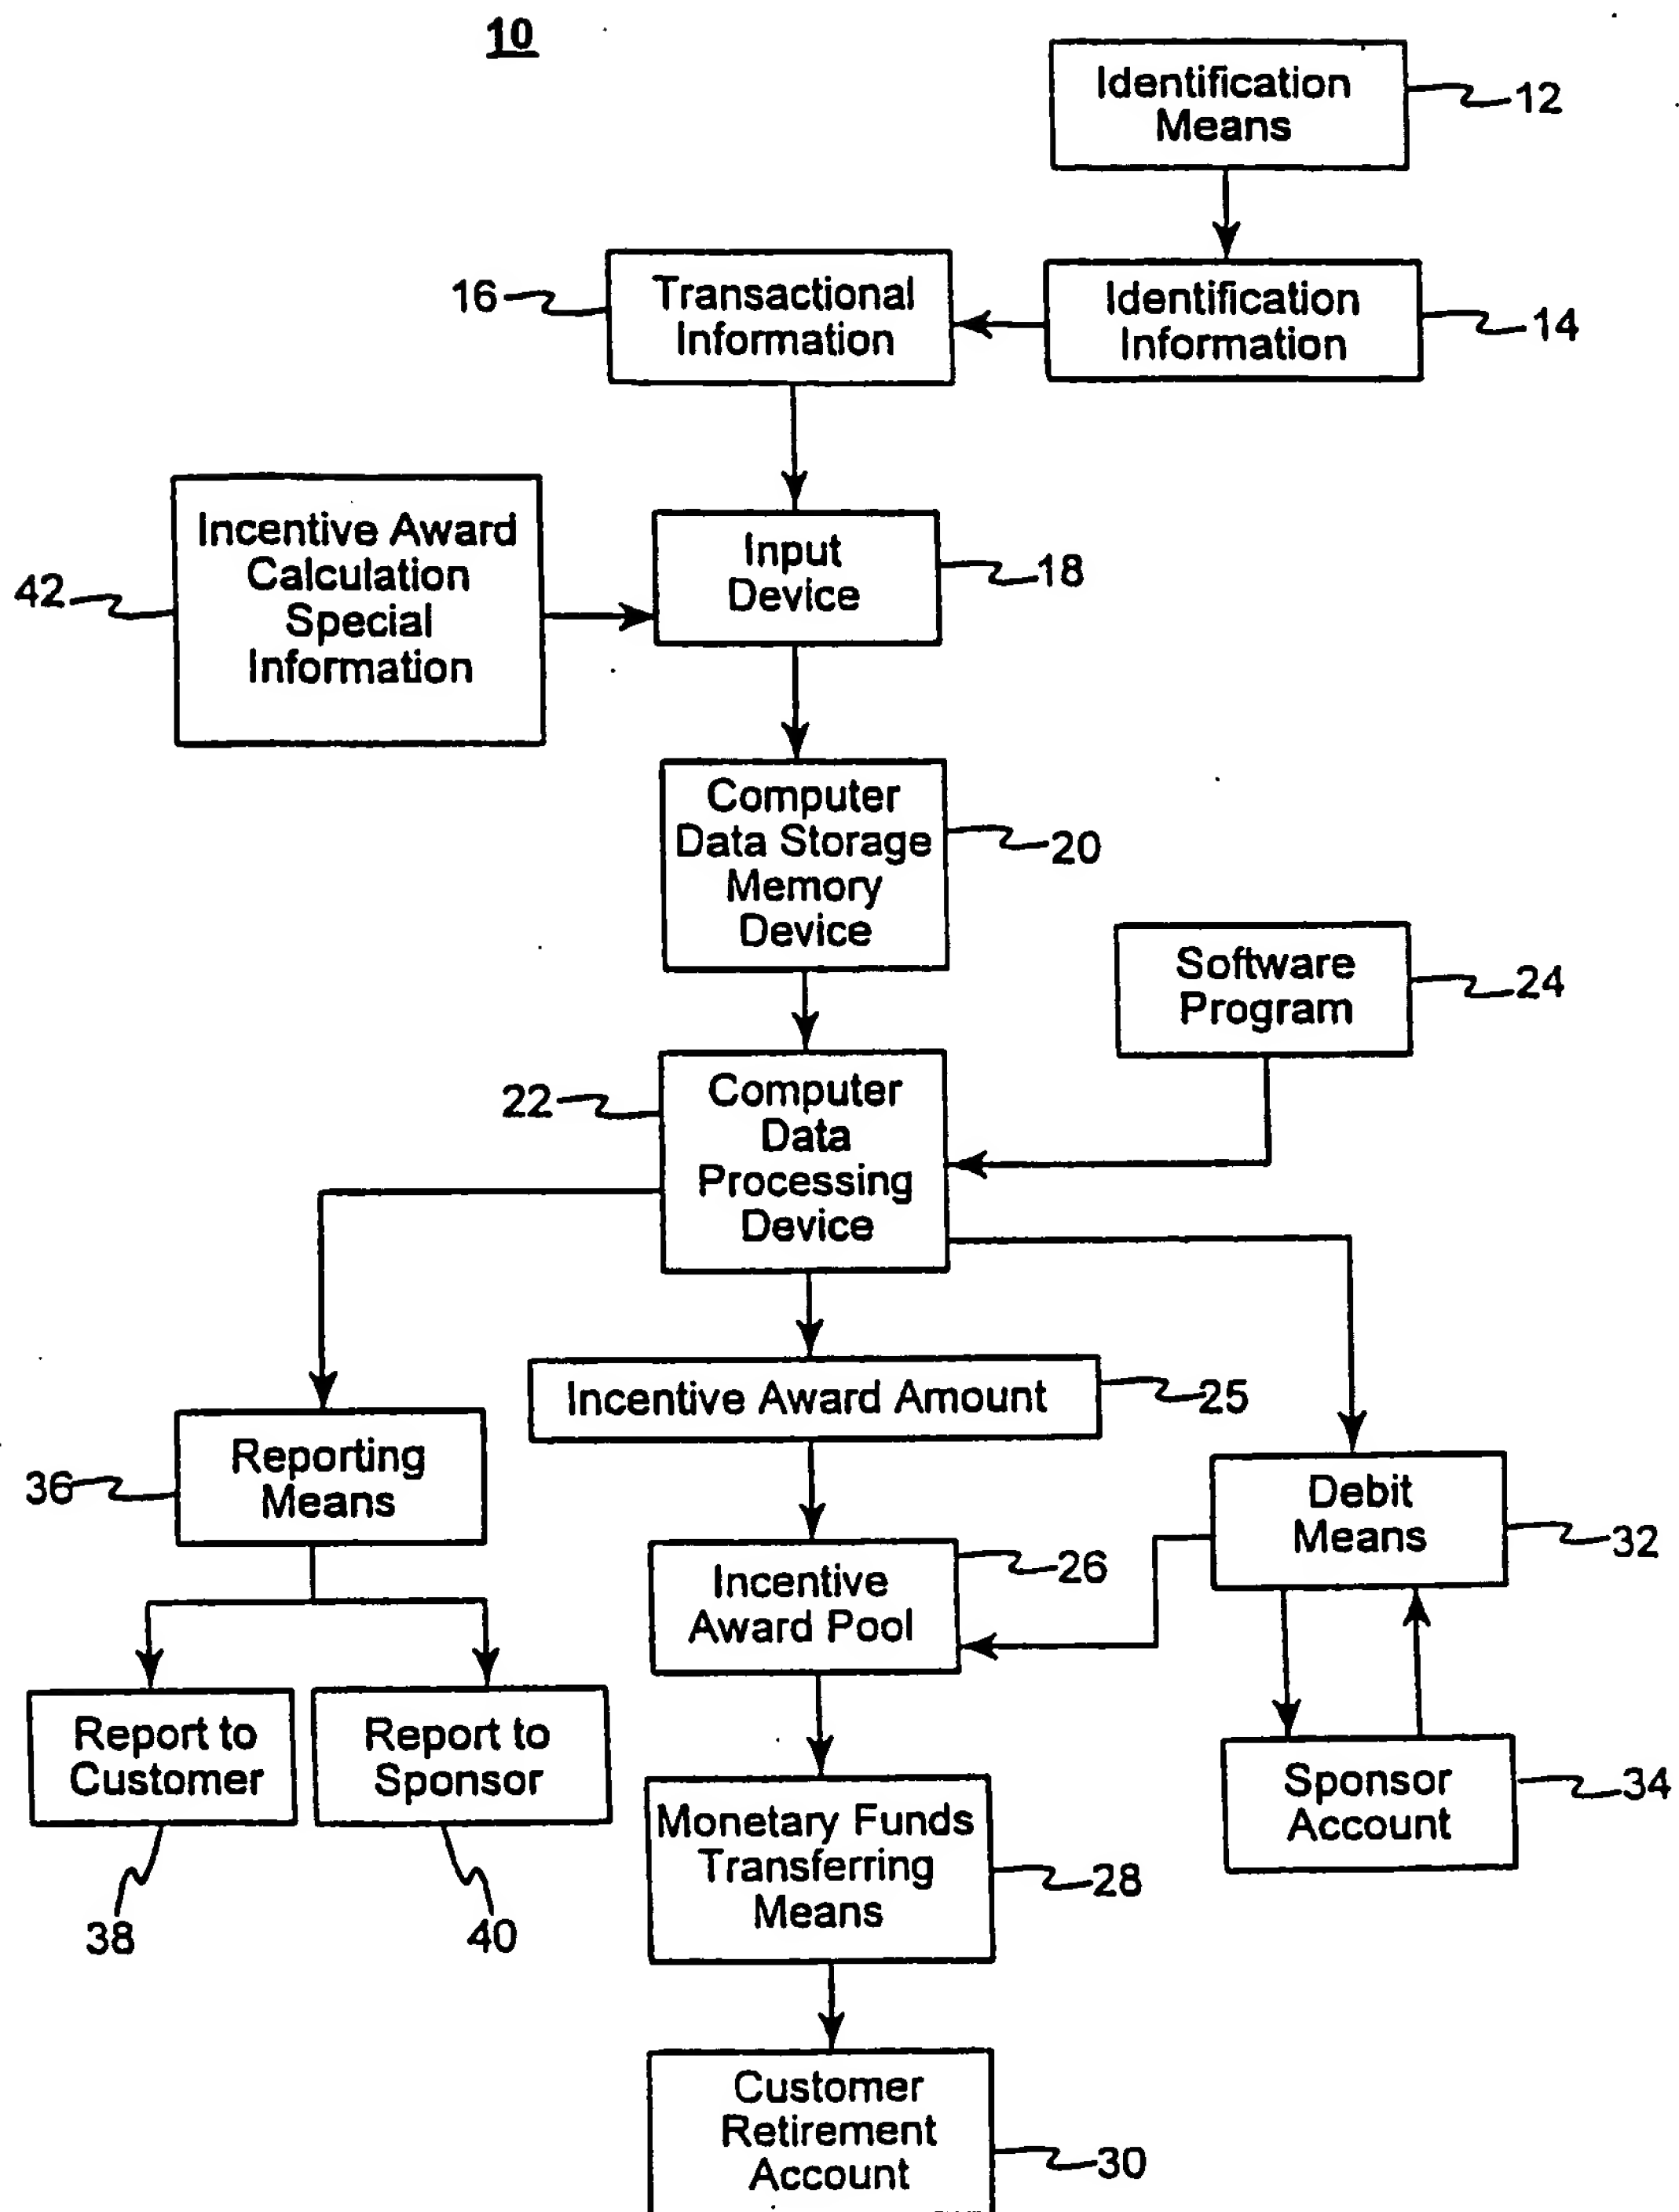 10
Identification
Means
12
16
Transactional
Information
Identification
Information
14
42
Incentive Award
Calculation
Special
Information
Input
Device
18
Computer
Data Storage
Memory
Device
20
Software
Program
24
22
Computer
Data
Processing
Device
Incentive Award Amount
25
36
Reporting
Means
Incentive
Award Pool
26
Debit
Means
32
Report to
Customer
Report to
Sponsor
38
40
Monetary Funds
Transferring
Means
28
Sponsor
Account
34
Customer
Retirement
Account
30